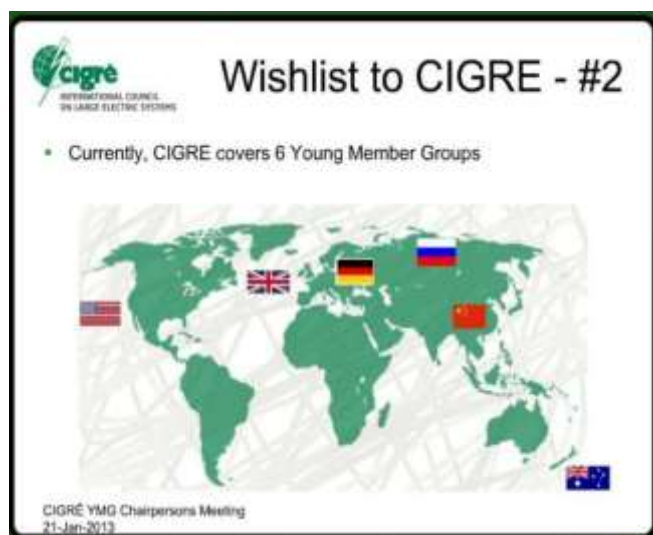 cigré
INTERNATIONAL COUNCIL
ON LARGE ELECTRIC SYSTEMS
Wishlist to CIGRE - #2
• Currently, CIGRE covers 6 Young Member Groups
CIGRÉ YMG Chairpersons Meeting
21-Jan-2013